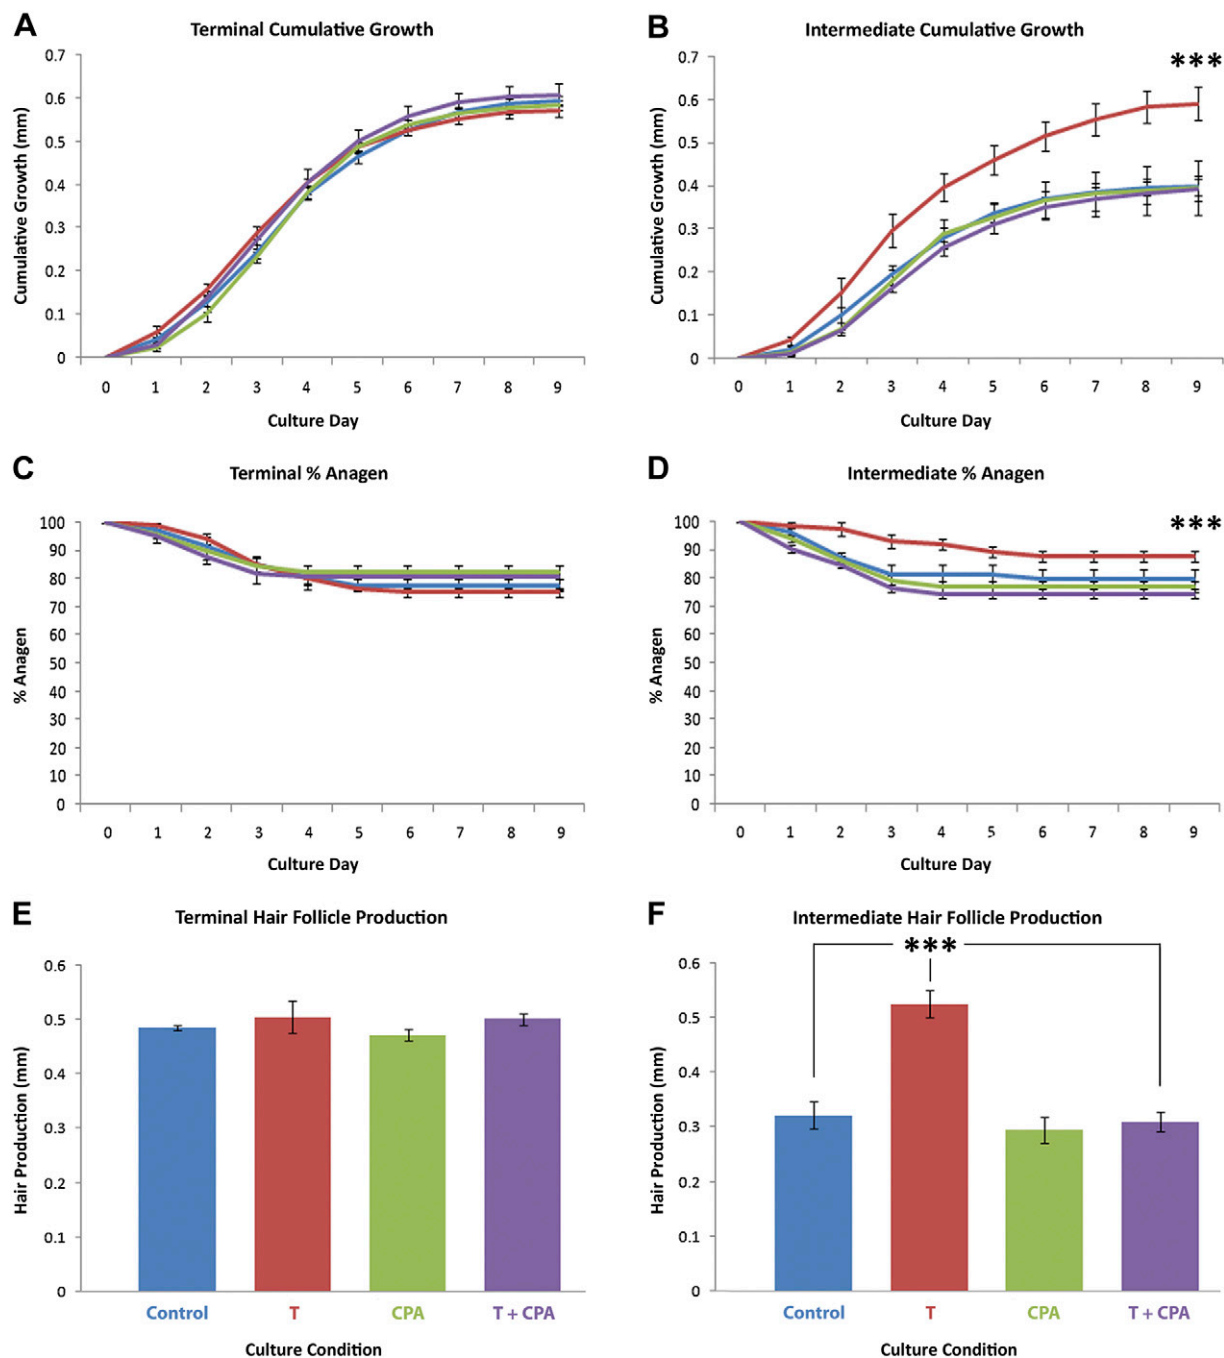 A
Terminal Cumulative Growth
Cumulative Growth (mm)
0.7
0.6
0.5
0.4
0.3
0.2
0.1
0
0 1 2 3 4 5 6 7 8 9
Culture Day
B
Intermediate Cumulative Growth
***
Cumulative Growth (mm)
0.7
0.6
0.5
0.4
0.3
0.2
0.1
0
0 1 2 3 4 5 6 7 8 9
Culture Day
C
Terminal % Anagen
% Anagen
100
90
80
70
60
50
40
30
20
10
0
0 1 2 3 4 5 6 7 8 9
Culture Day
D
Intermediate % Anagen
***
% Anagen
100
90
80
70
60
50
40
30
20
10
0
0 1 2 3 4 5 6 7 8 9
Culture Day
E
Terminal Hair Follicle Production
Hair Production (mm)
0.6
0.5
0.4
0.3
0.2
0.1
0
Control T CPA T + CPA
Culture Condition
F
Intermediate Hair Follicle Production
***
Hair Production (mm)
0.6
0.5
0.4
0.3
0.2
0.1
0
Control T CPA T + CPA
Culture Condition